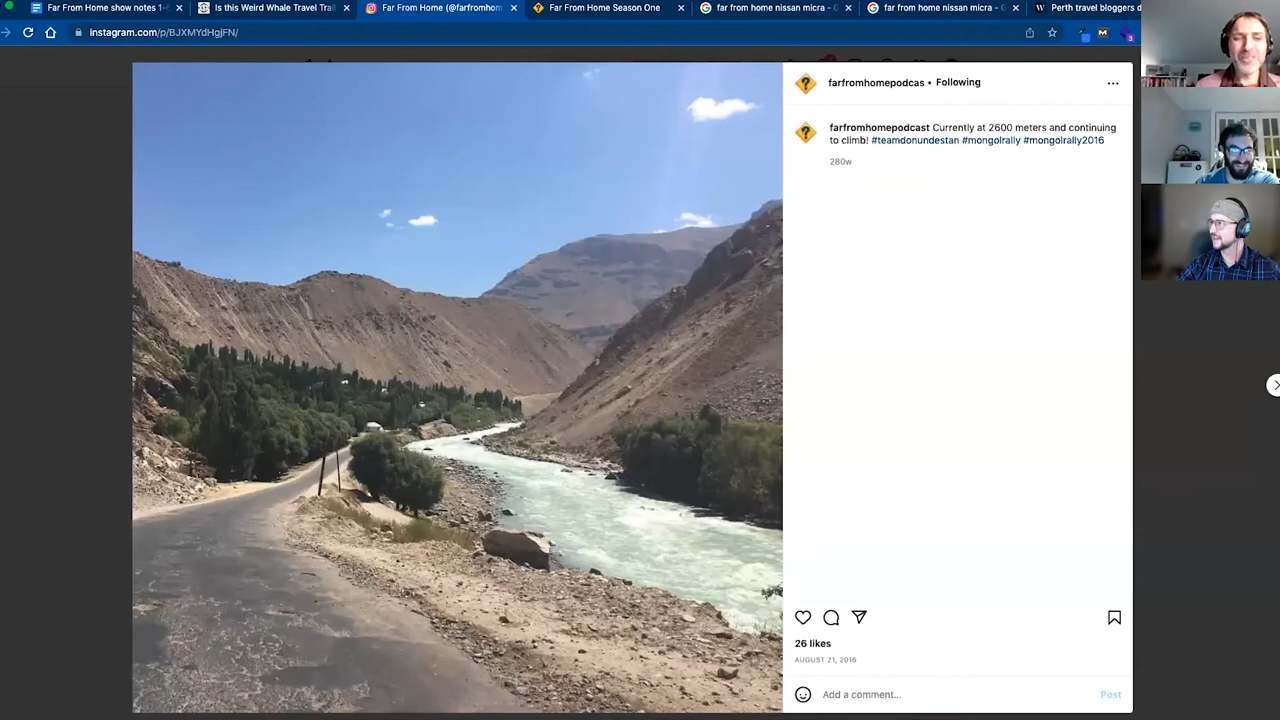 Far From Home show notes 1-6
Is this Weird Whale Travel Trail
Far From Home (@farfromhom
Far From Home Season One
far from home nissan micra - G
far from home nissan micra - G
Perth travel bloggers d
instagram.com/p/BJXMYdHgjFN/
farfromhomepodcas • Following
farfromhomepodcast Currently at 2600 meters and continuing
to climb! #teamdonundestan #mongolrally #mongolrally2016
280w
26 likes
AUGUST 21, 2016
Add a comment... Post